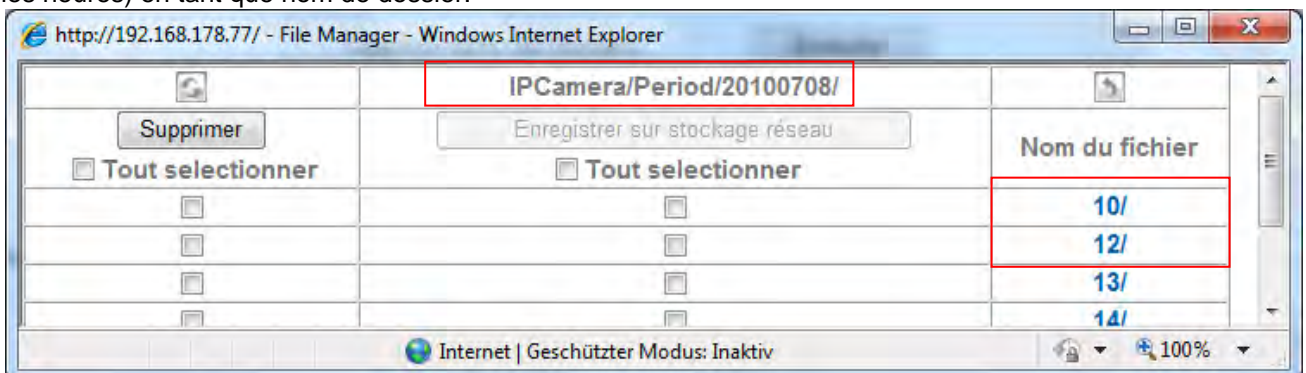 les heures) en tant que nom de dossier.
http://192.168.178.77/ - File Manager - Windows Internet Explorer
IPCamera/Period/20100708/
Supprimer
Enregistrer sur stockage réseau
Nom du fichier
Tout selectionner
Tout selectionner
10/
12/
13/
14/
Internet | Geschützter Modus: Inaktiv
100%